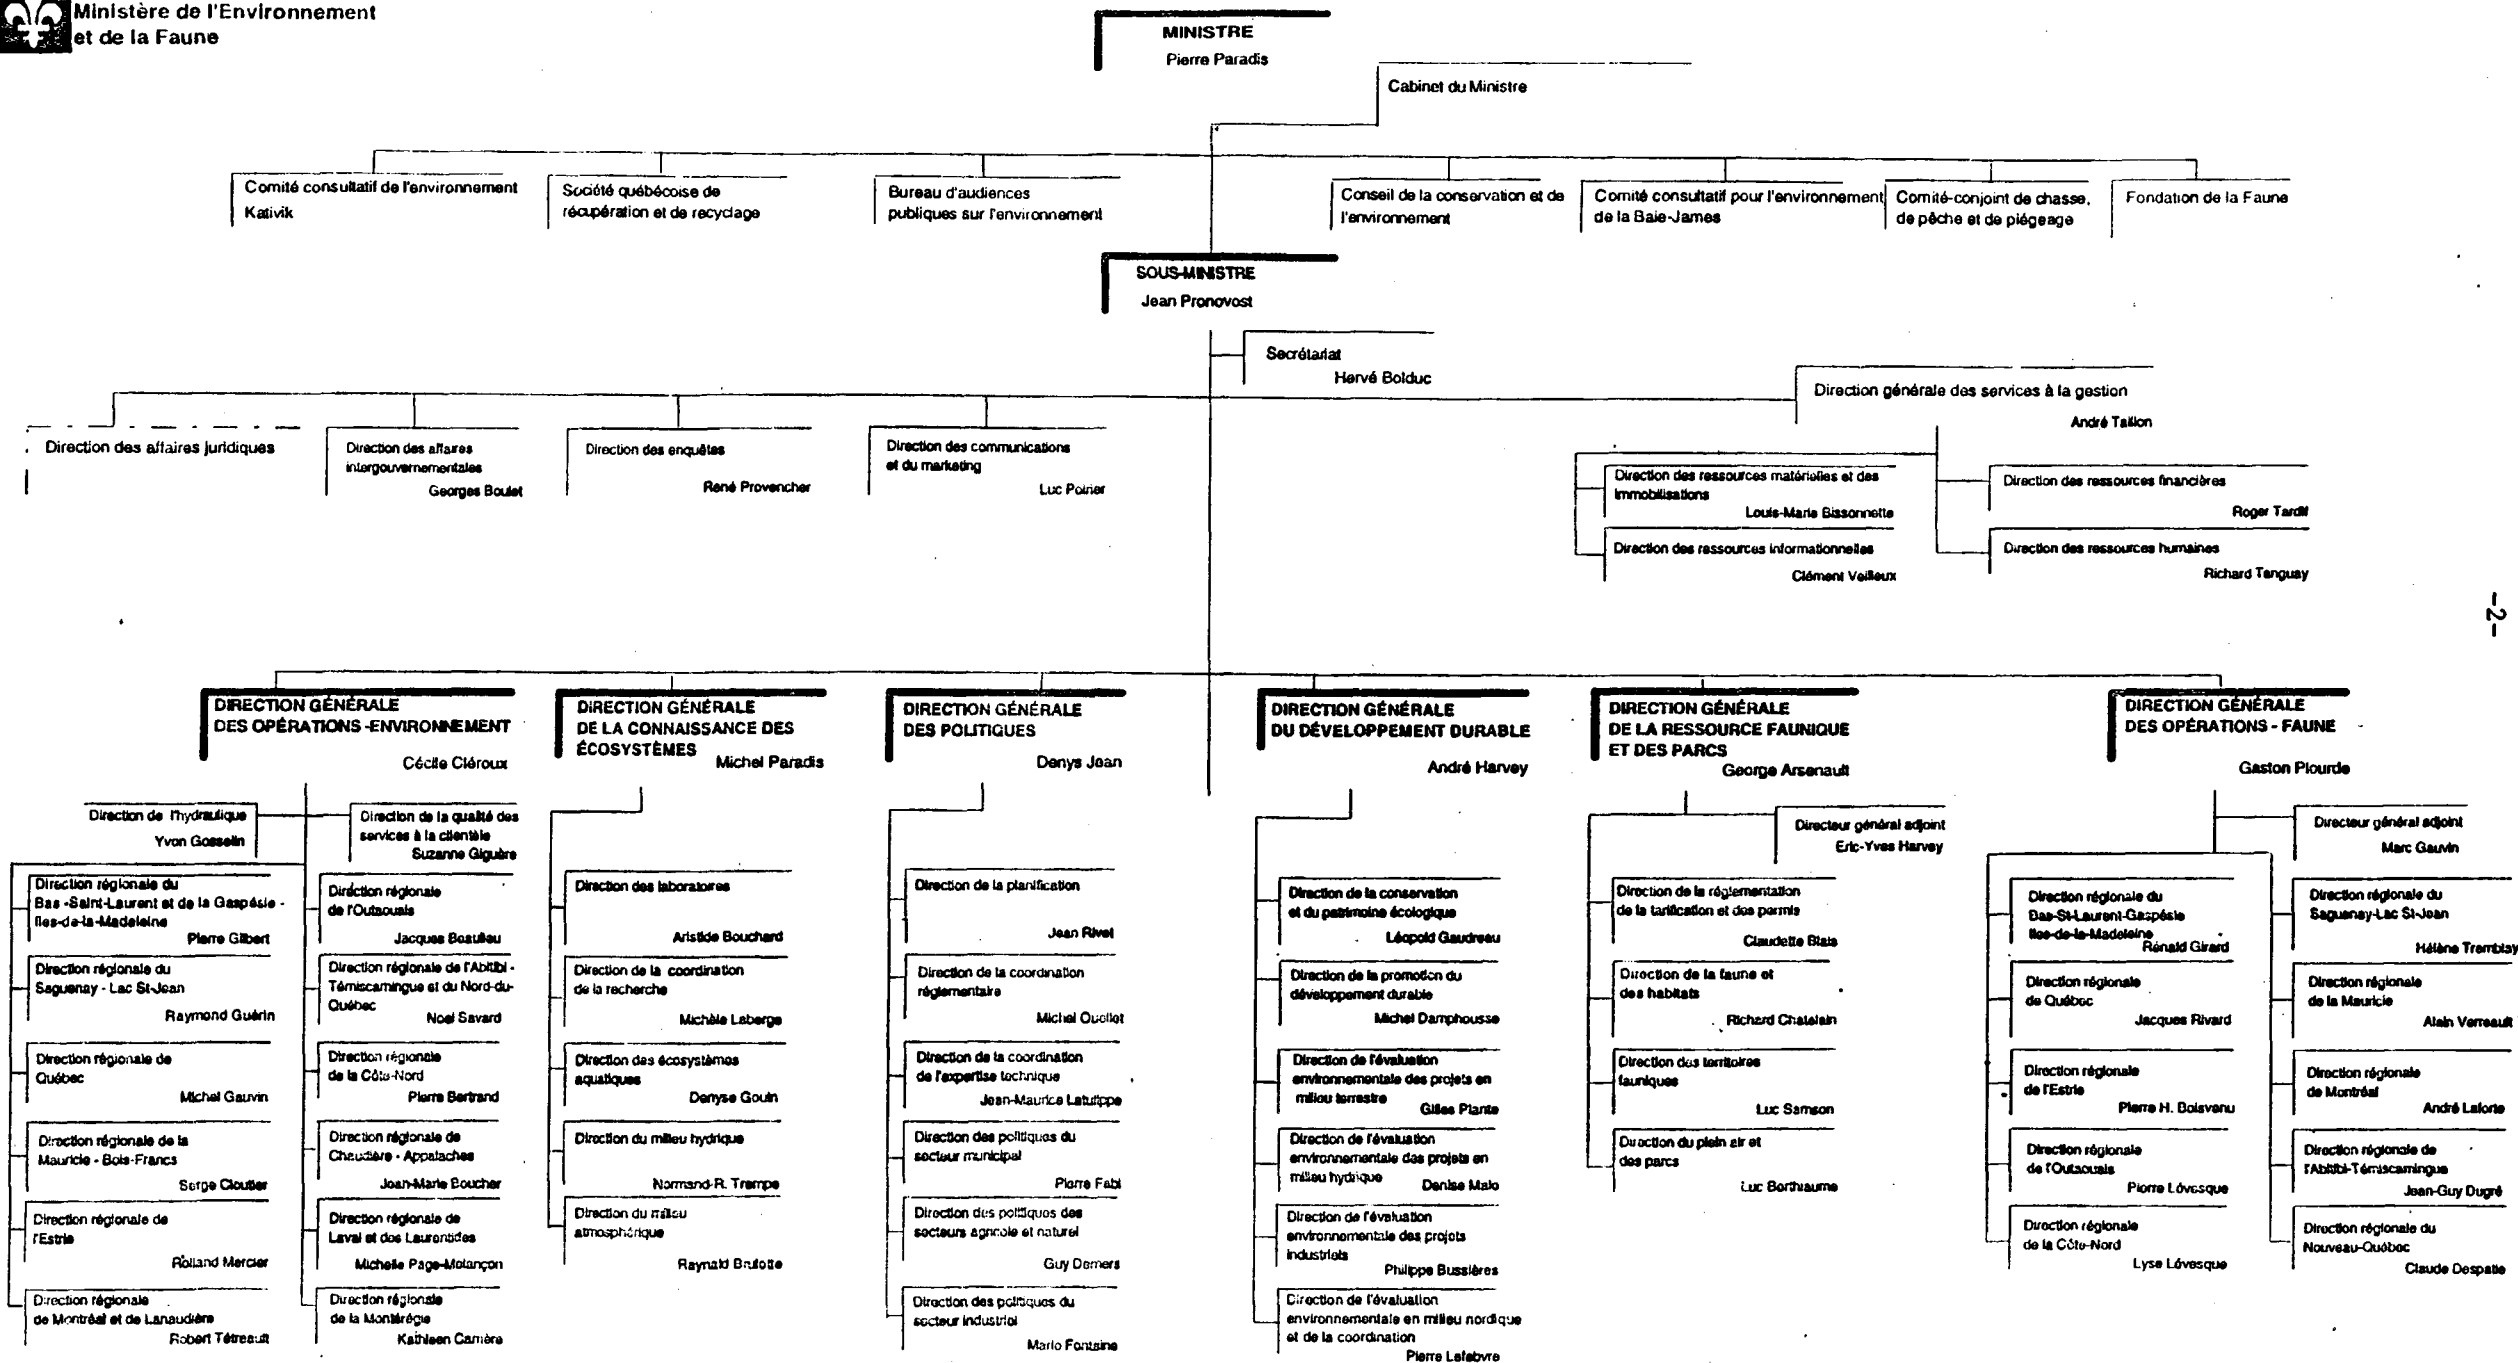 Ministère de l'Environnement
et de la Faune
MINISTRE
Pierre Paradis
Cabinet du Ministre
Comité consultatif de l'environnement
Kativik
Société québécoise de
récupération et de recyclage
Bureau d'audiences
publiques sur l'environnement
Conseil de la conservation et de
l'environnement
Comité consultatif pour l'environnement
de la Baie-James
Comité-conjoint de chasse,
de pêche et de piégeage
Fondation de la Faune
SOUS-MINISTRE
Jean Pronovost
Secrétariat
Hervé Bolduc
Direction générale des services à la gestion
André Taillon
Direction des affaires juridiques
Direction des affaires
intergouvernementales
Georges Boulet
Direction des enquêtes
René Provencher
Direction des communications
et du marketing
Luc Poirier
Direction des ressources matérielles et des
immobilisations
Louis-Marie Bissonnette
Direction des ressources financières
Roger Tardif
Direction des ressources informationnelles
Clément Veilleux
Direction des ressources humaines
Richard Tanguay
-2-
DIRECTION GÉNÉRALE
DES OPÉRATIONS -ENVIRONNEMENT
Cécile Cléroux
Direction de l'hydraulique
Yvon Gosselin
Direction de la qualité des
services à la clientèle
Suzanne Giguère
Direction régionale du
Bas -Saint-Laurent et de la Gaspésie -
Iles-de-la-Madeleine
Pierre Gilbert
Direction régionale du
Saguenay - Lac St-Jean
Raymond Guérin
Direction régionale de
Québec
Michel Gauvin
Direction régionale de la
Mauricie - Bois-Francs
Serge Cloutier
Direction régionale de
l'Estrie
Rolland Mercier
Direction régionale
de Montréal et de Lanaudière
Robert Tétreault
Direction régionale
de l'Outaouais
Jacques Beaulieu
Direction régionale de l'Abitibi -
Témiscamingue et du Nord-du-
Québec
Noel Savard
Direction régionale
de la Côte-Nord
Pierre Bertrand
Direction régionale de
Chaudière - Appalaches
Jean-Marie Boucher
Direction régionale de
Laval et des Laurentides
Michelle Page-Melançon
Direction régionale
de la Montérégie
Kathleen Carrière
DIRECTION GÉNÉRALE
DE LA CONNAISSANCE DES
ÉCOSYSTÈMES
Michel Paradis
Direction des laboratoires
Aristide Bouchard
Direction de la coordination
de la recherche
Michèle Laberge
Direction des écosystèmes
aquatiques
Denyse Gouin
Direction du milieu hydrique
Normand-R. Trempe
Direction du milieu
atmosphérique
Raynald Brulotte
DIRECTION GÉNÉRALE
DES POLITIQUES
Denys Jean
Direction de la planification
Jean Rivet
Direction de la coordination
réglementaire
Michel Ouellet
Direction de la coordination
de l'expertise technique
Jean-Maurice Latulippe
Direction des politiques du
secteur municipal
Pierre Fabi
Direction des politiques des
secteurs agricole et naturel
Guy Demers
Direction des politiques du
secteur industriel
Mario Fontaine
DIRECTION GÉNÉRALE
DU DÉVELOPPEMENT DURABLE
André Harvey
Direction de la conservation
et du patrimoine écologique
Léopold Gaudreau
Direction de la promotion du
développement durable
Michel Damphousse
Direction de l'évaluation
environnementale des projets en
milieu terrestre
Gilles Plante
Direction de l'évaluation
environnementale des projets en
milieu hydrique
Denise Malo
Direction de l'évaluation
environnementale des projets
industriels
Philippe Bussières
Direction de l'évaluation
environnementale en milieu nordique
et de la coordination
Pierre Lefebvre
DIRECTION GÉNÉRALE
DE LA RESSOURCE FAUNIQUE
ET DES PARCS
George Arsenault
Directeur général adjoint
Eric-Yves Harvey
Direction de la réglementation
de la tarification et des permis
Claudette Blais
Direction de la faune et
des habitats
Richard Chatelain
Direction des territoires
fauniques
Luc Samson
Direction du plein air et
des parcs
Luc Berthiaume
DIRECTION GÉNÉRALE
DES OPÉRATIONS - FAUNE
Gaston Plourde
Directeur général adjoint
Marc Gauvin
Direction régionale du
Bas-St-Laurent-Gaspésie
Iles-de-la-Madeleine
Rénald Girard
Direction régionale
de Québec
Jacques Rivard
Direction régionale
de l'Estrie
Pierre H. Boisvenu
Direction régionale
de l'Outaouais
Pierre Lévesque
Direction régionale
de la Côte-Nord
Lyse Lévesque
Direction régionale du
Saguenay-Lac St-Jean
Hélène Tremblay
Direction régionale
de la Mauricie
Alain Verreault
Direction régionale
de Montréal
André Laforte
Direction régionale de
l'Abitibi-Témiscamingue
Jean-Guy Dugré
Direction régionale du
Nouveau-Québec
Claude Despatie